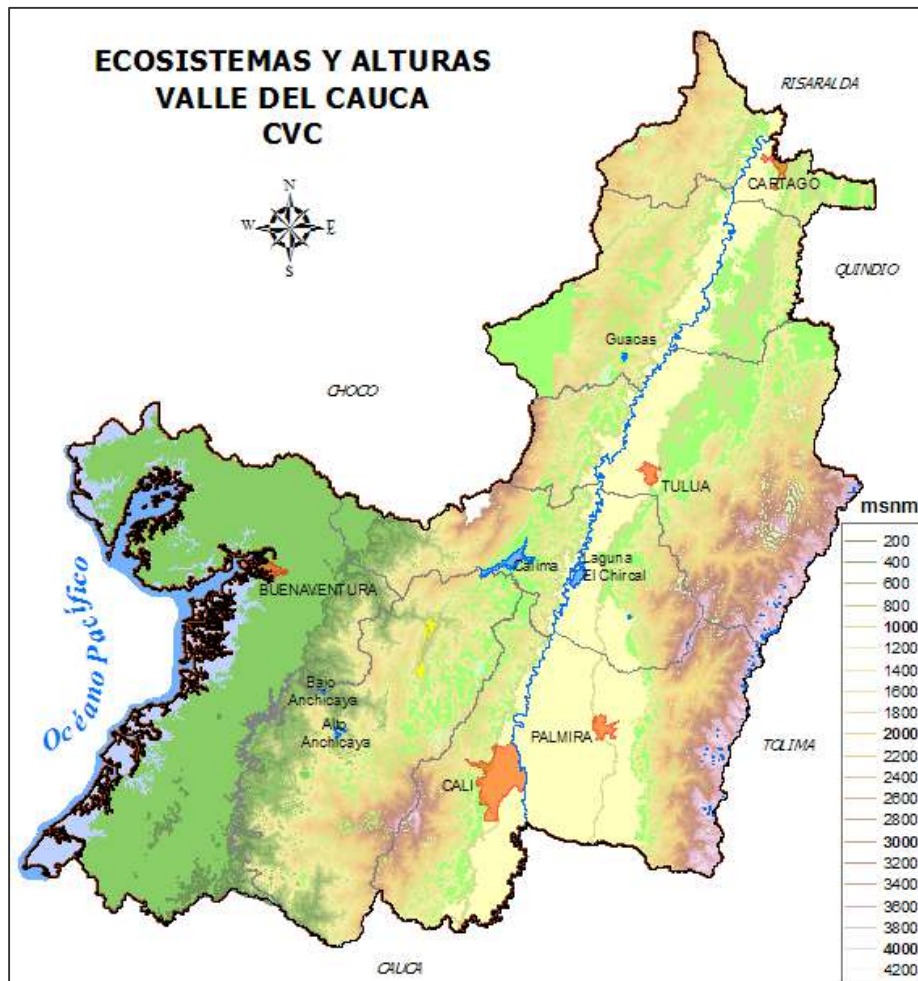 ECOSISTEMAS Y ALTURAS
VALLE DEL CAUCA
CVC
N
W
E
S
RISARALDA
CARTAGO
QUINDIO
Guacas
CHOCO
TULUA
msnm
200
400
600
800
1000
1200
1400
1600
1800
2000
2200
2400
2600
2800
3000
3200
3400
3600
3800
4000
4200
Calima
Laguna
El Chircal
BUENAVENTURA
Océano Pacífico
Bajo
Anchicaya
Alto
Anchicaya
PALMIRA
TOLIMA
CALI
CAUCA